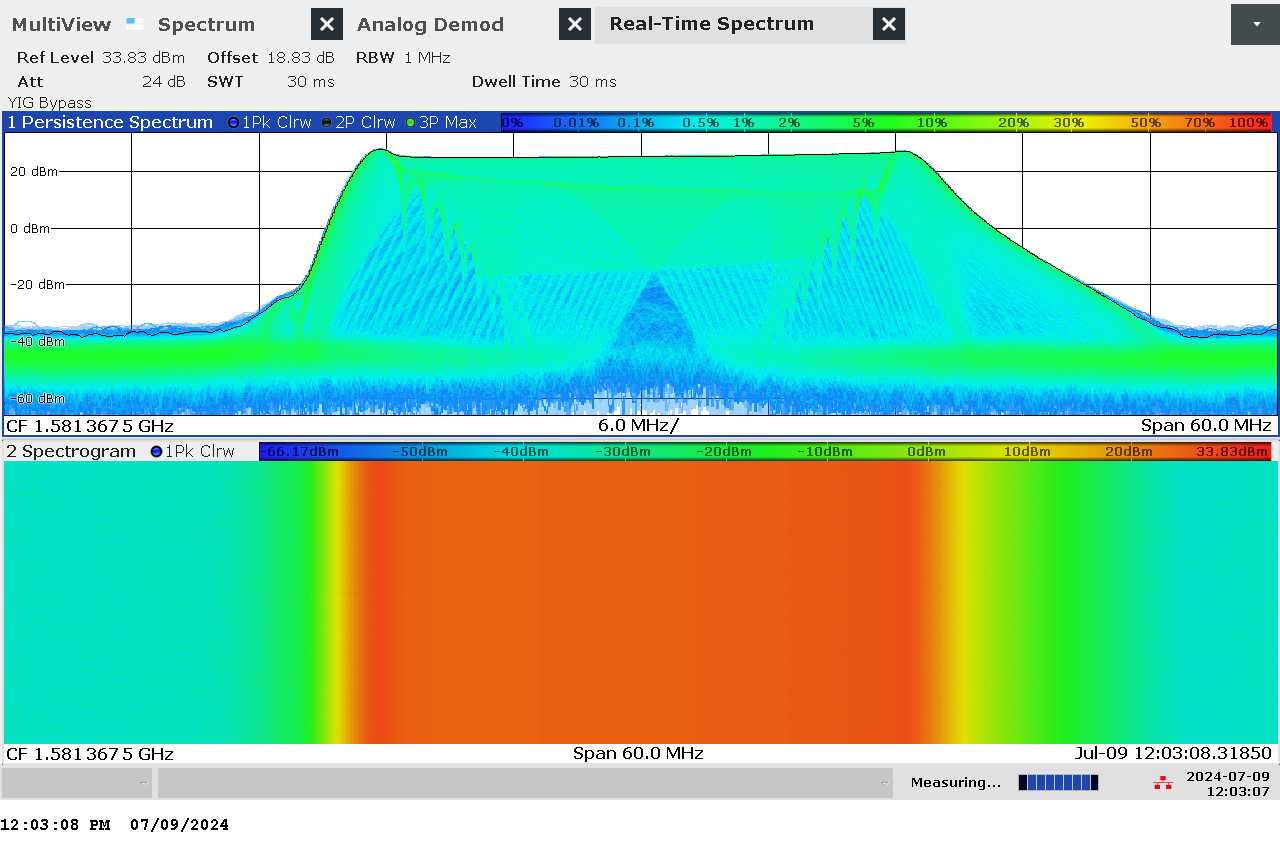 MultiView Spectrum Analog Demod Real-Time Spectrum
Ref Level 33.83 dBm Offset 18.83 dB RBW 1 MHz
Att 24 dB SWT 30 ms Dwell Time 30 ms
YIG Bypass
1 Persistence Spectrum 1Pk Clrw 2P Clrw 3P Max 0% 0.01% 0.1% 0.5% 1% 2% 5% 10% 20% 30% 50% 70% 100%
20 dBm
0 dBm
-20 dBm
-40 dBm
-60 dBm
CF 1.5813675 GHz 6.0 MHz/ Span 60.0 MHz
2 Spectrogram 1Pk Clrw -66.17dBm -50dBm -40dBm -30dBm -20dBm -10dBm 0dBm 10dBm 20dBm 33.83dBm
CF 1.5813675 GHz Span 60.0 MHz Jul-09 12:03:08.31850
Measuring... 2024-07-09
12:03:07
12:03:08 PM 07/09/2024